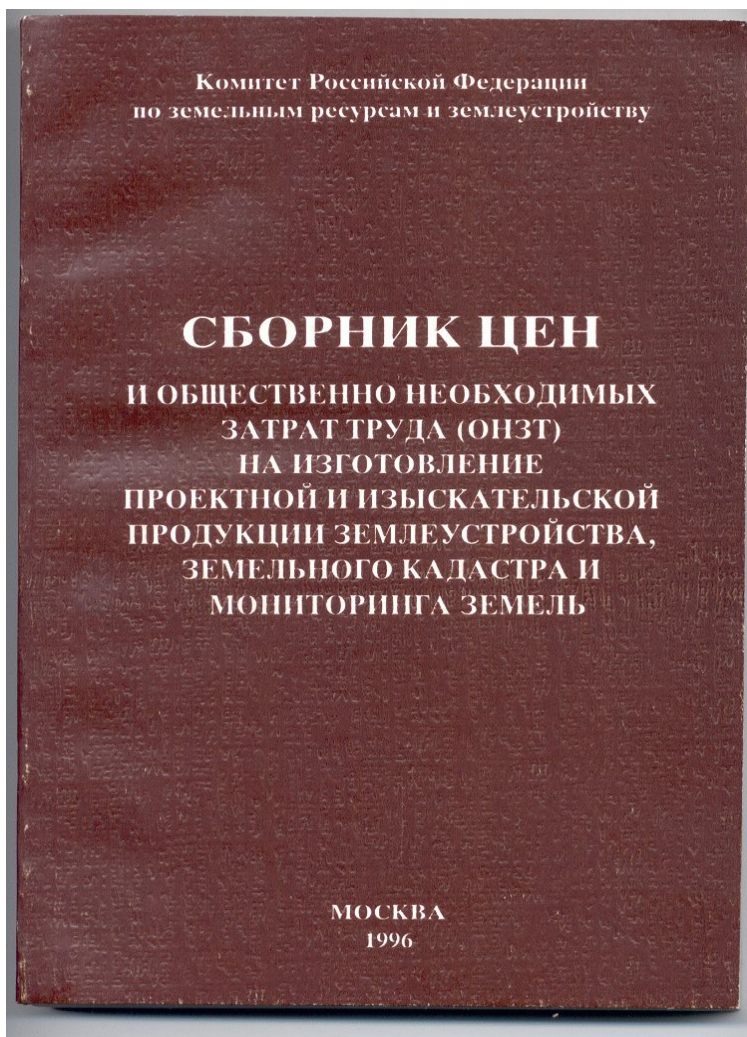 Комитет Российской Федерации
по земельным ресурсам и землеустройству
СБОРНИК ЦЕН
И ОБЩЕСТВЕННО НЕОБХОДИМЫХ
ЗАТРАТ ТРУДА (ОНЗТ)
НА ИЗГОТОВЛЕНИЕ
ПРОЕКТНОЙ И ИЗЫСКАТЕЛЬСКОЙ
ПРОДУКЦИИ ЗЕМЛЕУСТРОЙСТВА,
ЗЕМЕЛЬНОГО КАДАСТРА И
МОНИТОРИНГА ЗЕМЕЛЬ
МОСКВА
1996